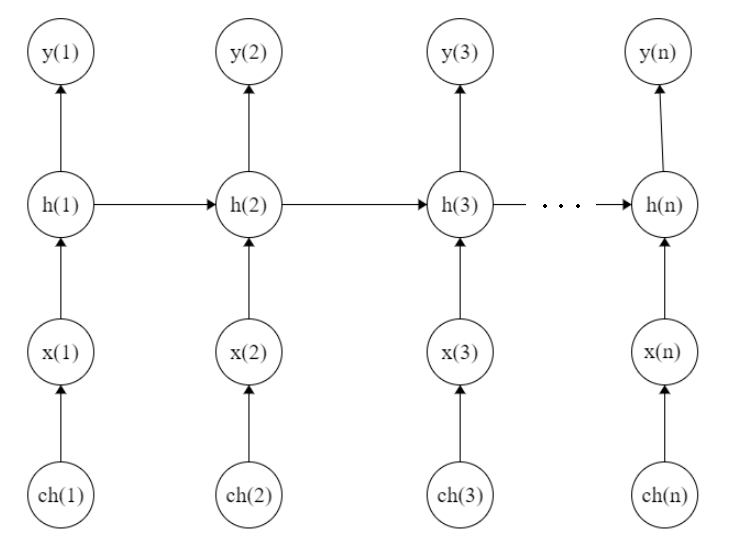 y(1) y(2) y(3) y(n)
h(1) h(2) h(3) . . . h(n)
x(1) x(2) x(3) x(n)
ch(1) ch(2) ch(3) ch(n)